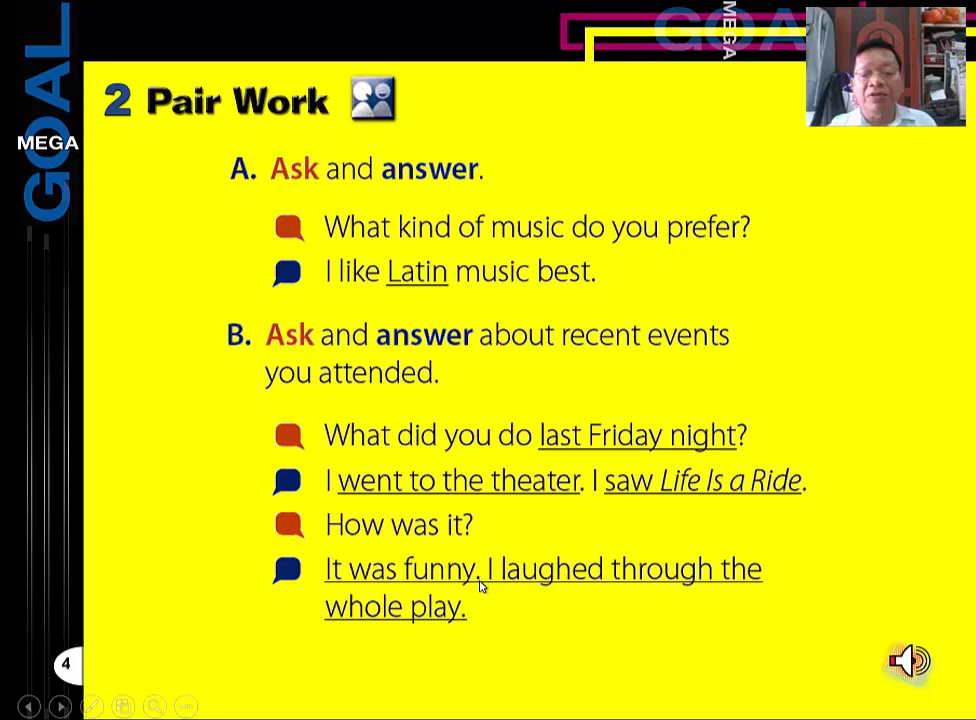 GOAL
MEGA
GOAL
MEGA
2 Pair Work
A. Ask and answer.
What kind of music do you prefer?
I like Latin music best.
B. Ask and answer about recent events
you attended.
What did you do last Friday night?
I went to the theater. I saw Life Is a Ride.
How was it?
It was funny. I laughed through the
whole play.
4